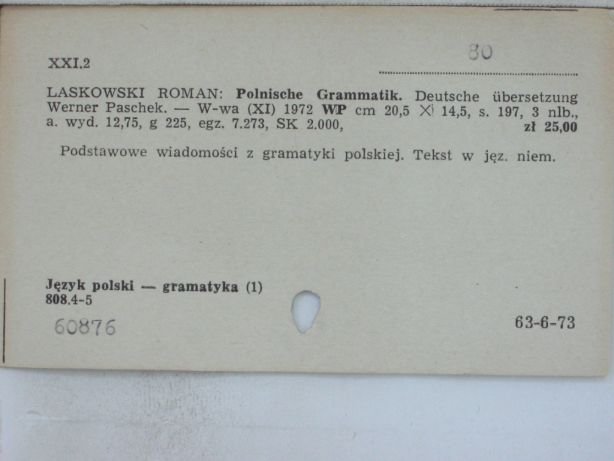 80
XXI.2
LASKOWSKI ROMAN: Polnische Grammatik. Deutsche übersetzung
Werner Paschek. — W-wa (XI) 1972 WP cm 20,5 × 14,5, s. 197, 3 nlb.,
a. wyd. 12,75, g 225, egz. 7.273, SK 2.000, zł 25,00
Podstawowe wiadomości z gramatyki polskiej. Tekst w jęz. niem.
Język polski — gramatyka (1)
808.4-5
60876
63-6-73